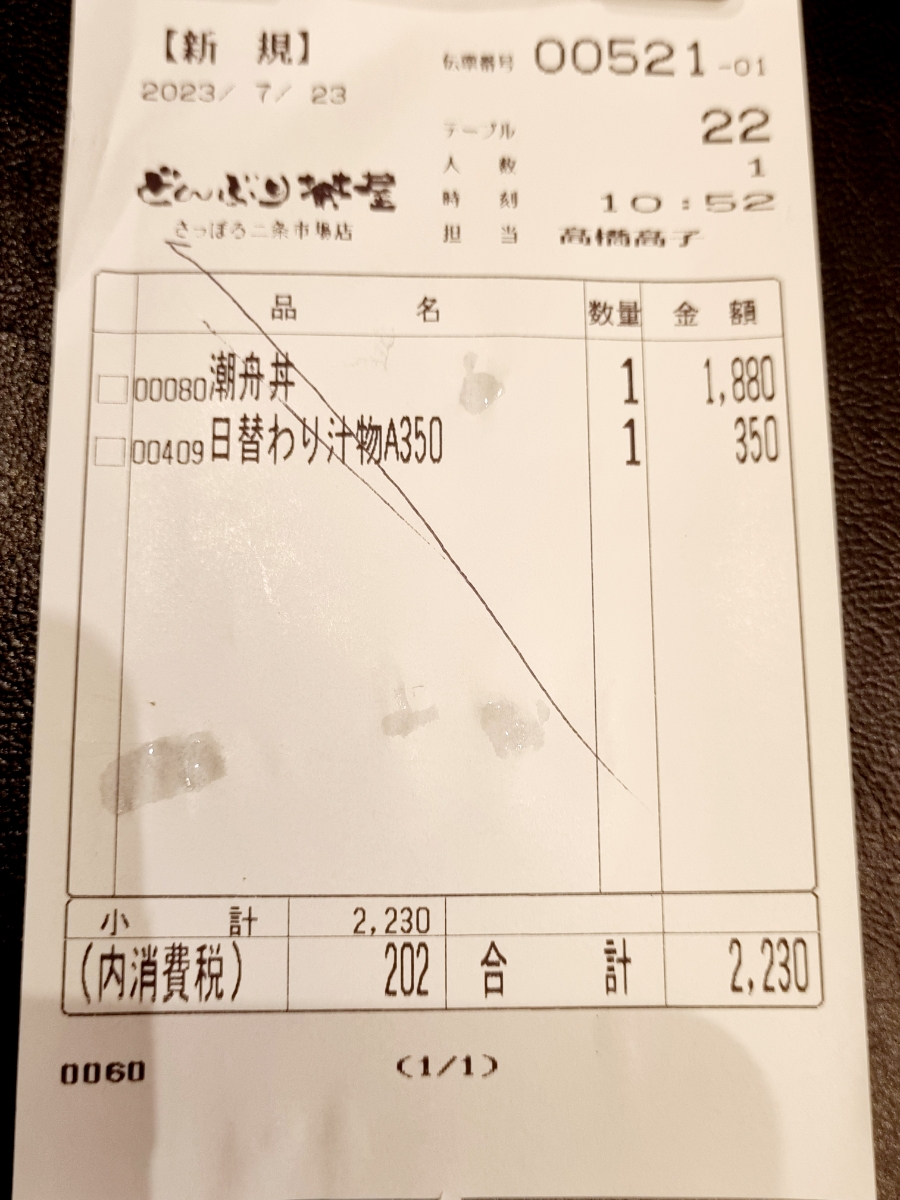 【新 規】
伝票番号 00521-01
2023/ 7/ 23
テーブル 22
人 数 1
どんぶり茶屋
時 刻 10:52
さっぽろ二条市場店
担 当 高橋高子
品 名 数量 金 額
00080 潮舟丼 1 1,880
00409 日替わり汁物A350 1 350
小 計 2,230
(内消費税) 202 合 計 2,230
0060 (1/1)